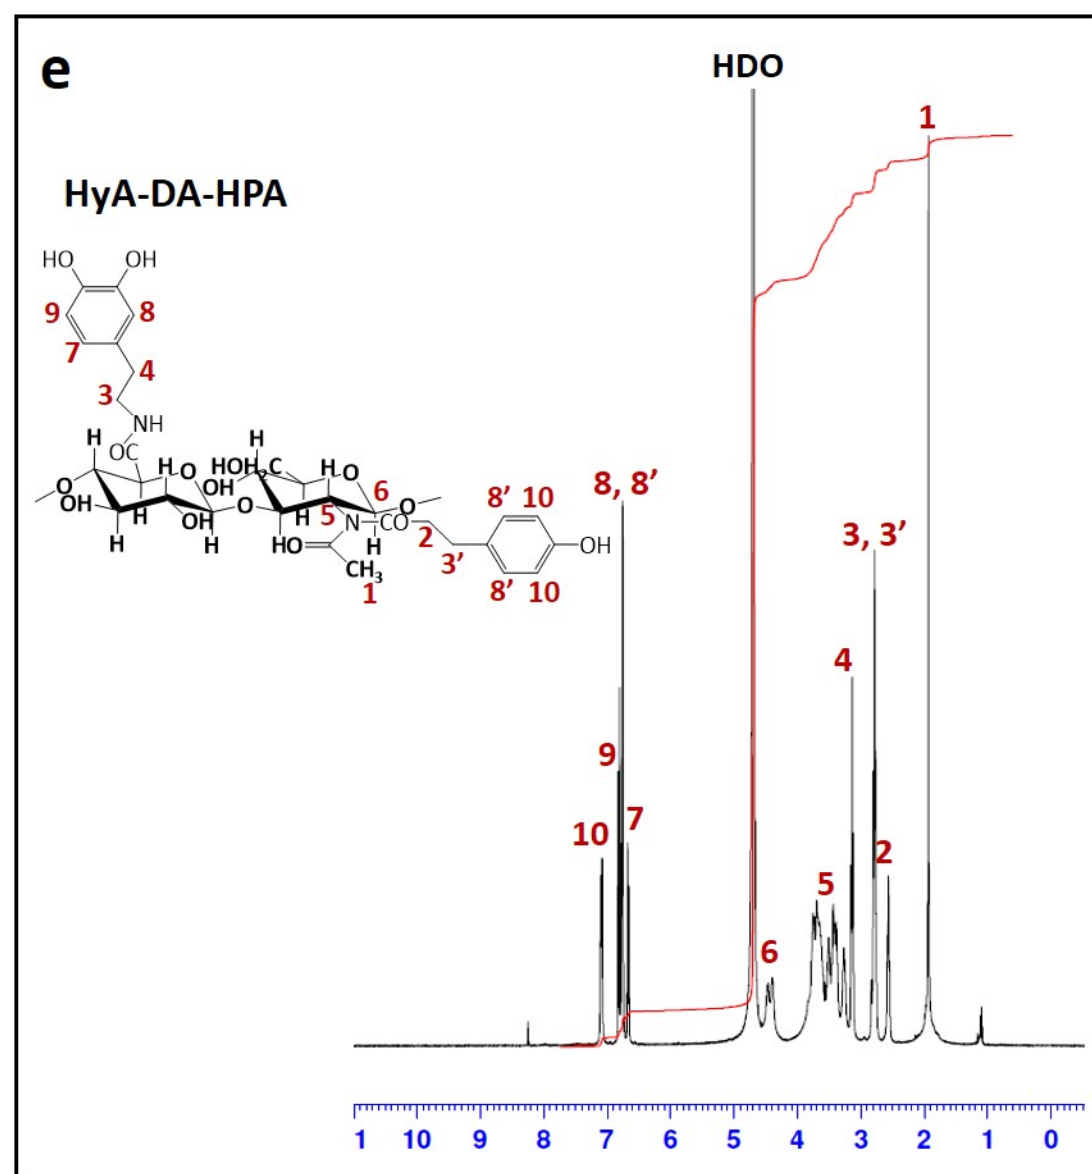 e
HDO
1
HyA-DA-HPA
HO OH
9 8
7
4
3
NH
H OC H H
O HOH₂C H O
O OH 6 O
OH OH O 5 N CO
H H H H H HO
HO O 2 8' 10
CH₃ 3' OH
1 8' 10
8, 8'
3, 3'
4
9
7
10
2
5
6
1 10 9 8 7 6 5 4 3 2 1 0